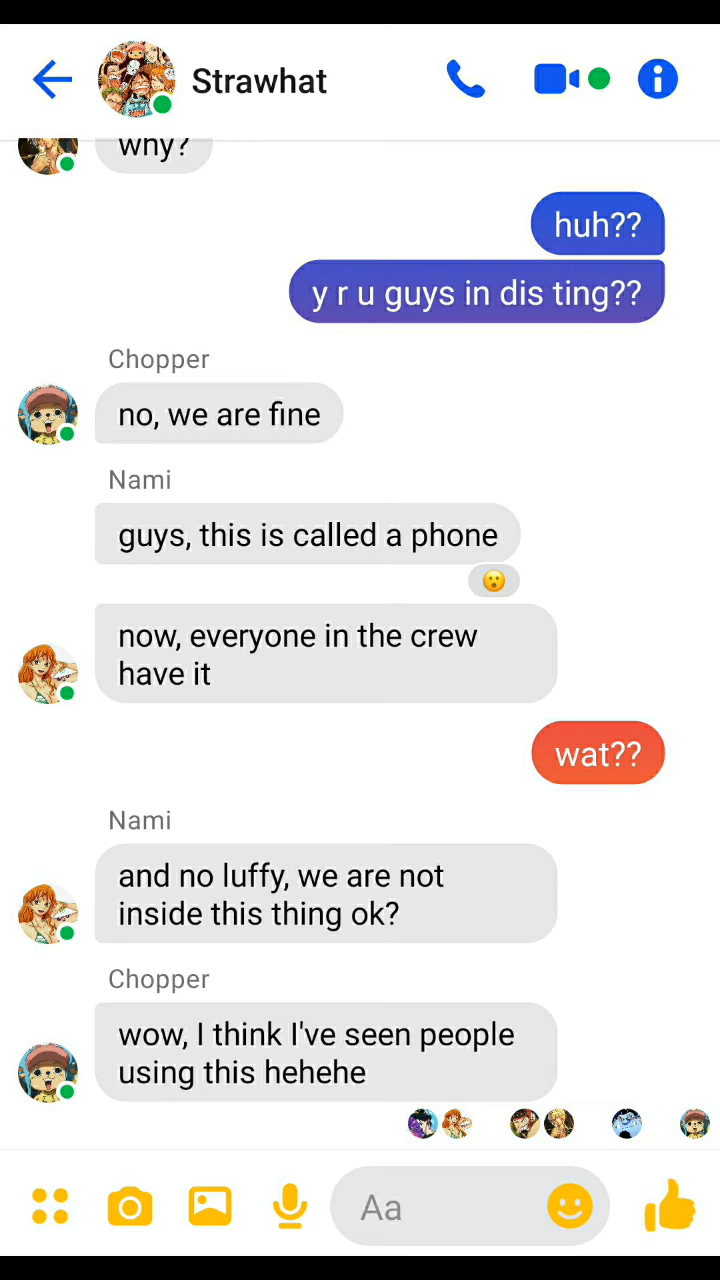 Strawhat
why?
huh??
y r u guys in dis ting??
Chopper
no, we are fine
Nami
guys, this is called a phone
now, everyone in the crew
have it
wat??
Nami
and no luffy, we are not
inside this thing ok?
Chopper
wow, I think I've seen people
using this hehehe
Aa